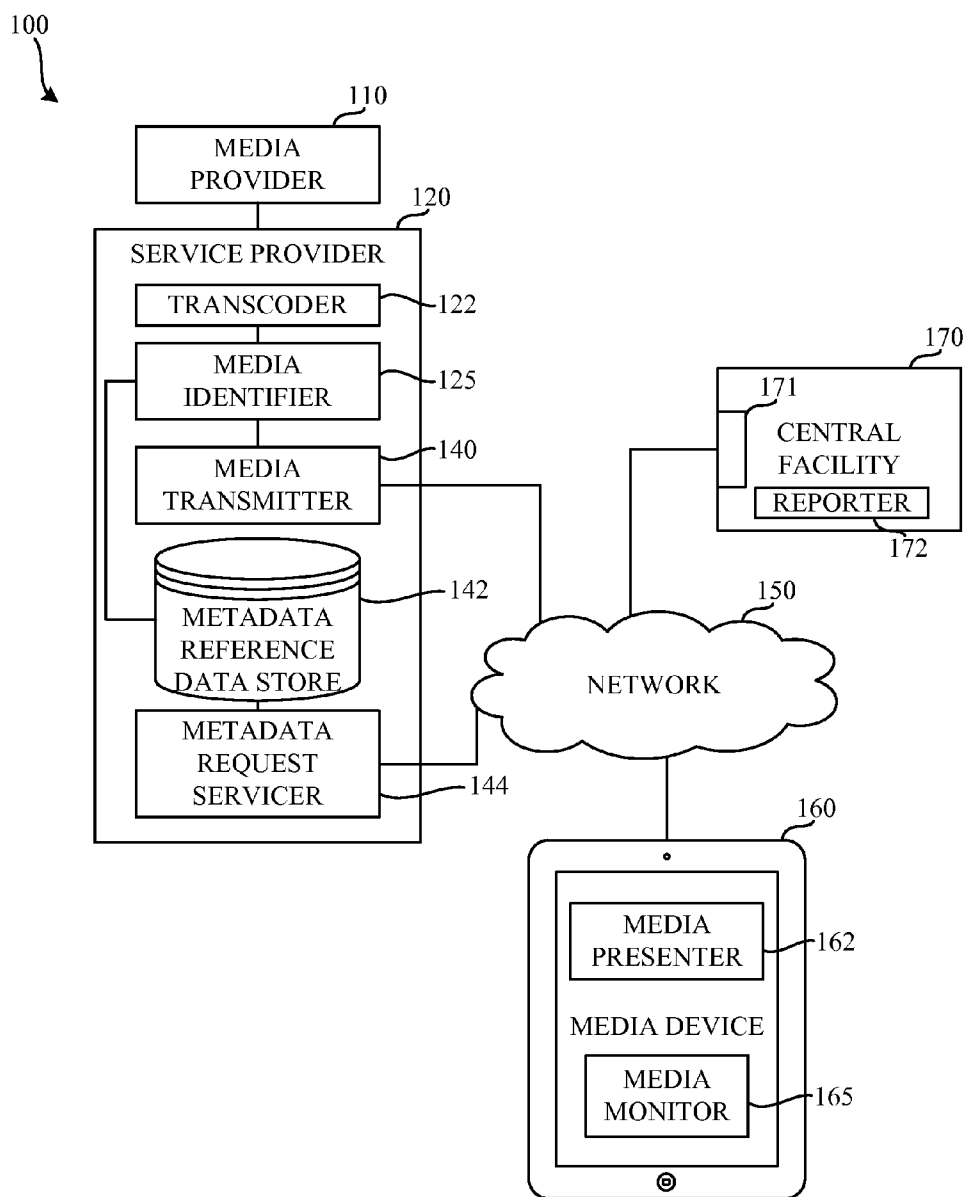 100
110
MEDIA
PROVIDER
120
SERVICE PROVIDER
TRANSCODER
122
MEDIA
IDENTIFIER
125
MEDIA
TRANSMITTER
140
METADATA
REFERENCE
DATA STORE
142
METADATA
REQUEST
SERVICER
144
170
171
CENTRAL
FACILITY
REPORTER
172
150
NETWORK
160
MEDIA
PRESENTER
162
MEDIA DEVICE
MEDIA
MONITOR
165